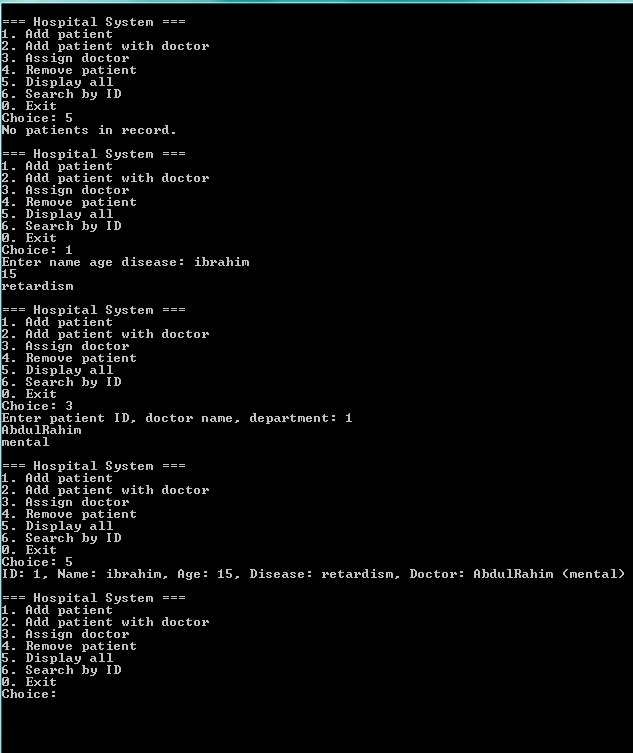 === Hospital System ===
1. Add patient
2. Add patient with doctor
3. Assign doctor
4. Remove patient
5. Display all
6. Search by ID
0. Exit
Choice: 5
No patients in record.
=== Hospital System ===
1. Add patient
2. Add patient with doctor
3. Assign doctor
4. Remove patient
5. Display all
6. Search by ID
0. Exit
Choice: 1
Enter name age disease: ibrahim
15
retardism
=== Hospital System ===
1. Add patient
2. Add patient with doctor
3. Assign doctor
4. Remove patient
5. Display all
6. Search by ID
0. Exit
Choice: 3
Enter patient ID, doctor name, department: 1
AbdulRahim
mental
=== Hospital System ===
1. Add patient
2. Add patient with doctor
3. Assign doctor
4. Remove patient
5. Display all
6. Search by ID
0. Exit
Choice: 5
ID: 1, Name: ibrahim, Age: 15, Disease: retardism, Doctor: AbdulRahim (mental)
=== Hospital System ===
1. Add patient
2. Add patient with doctor
3. Assign doctor
4. Remove patient
5. Display all
6. Search by ID
0. Exit
Choice: